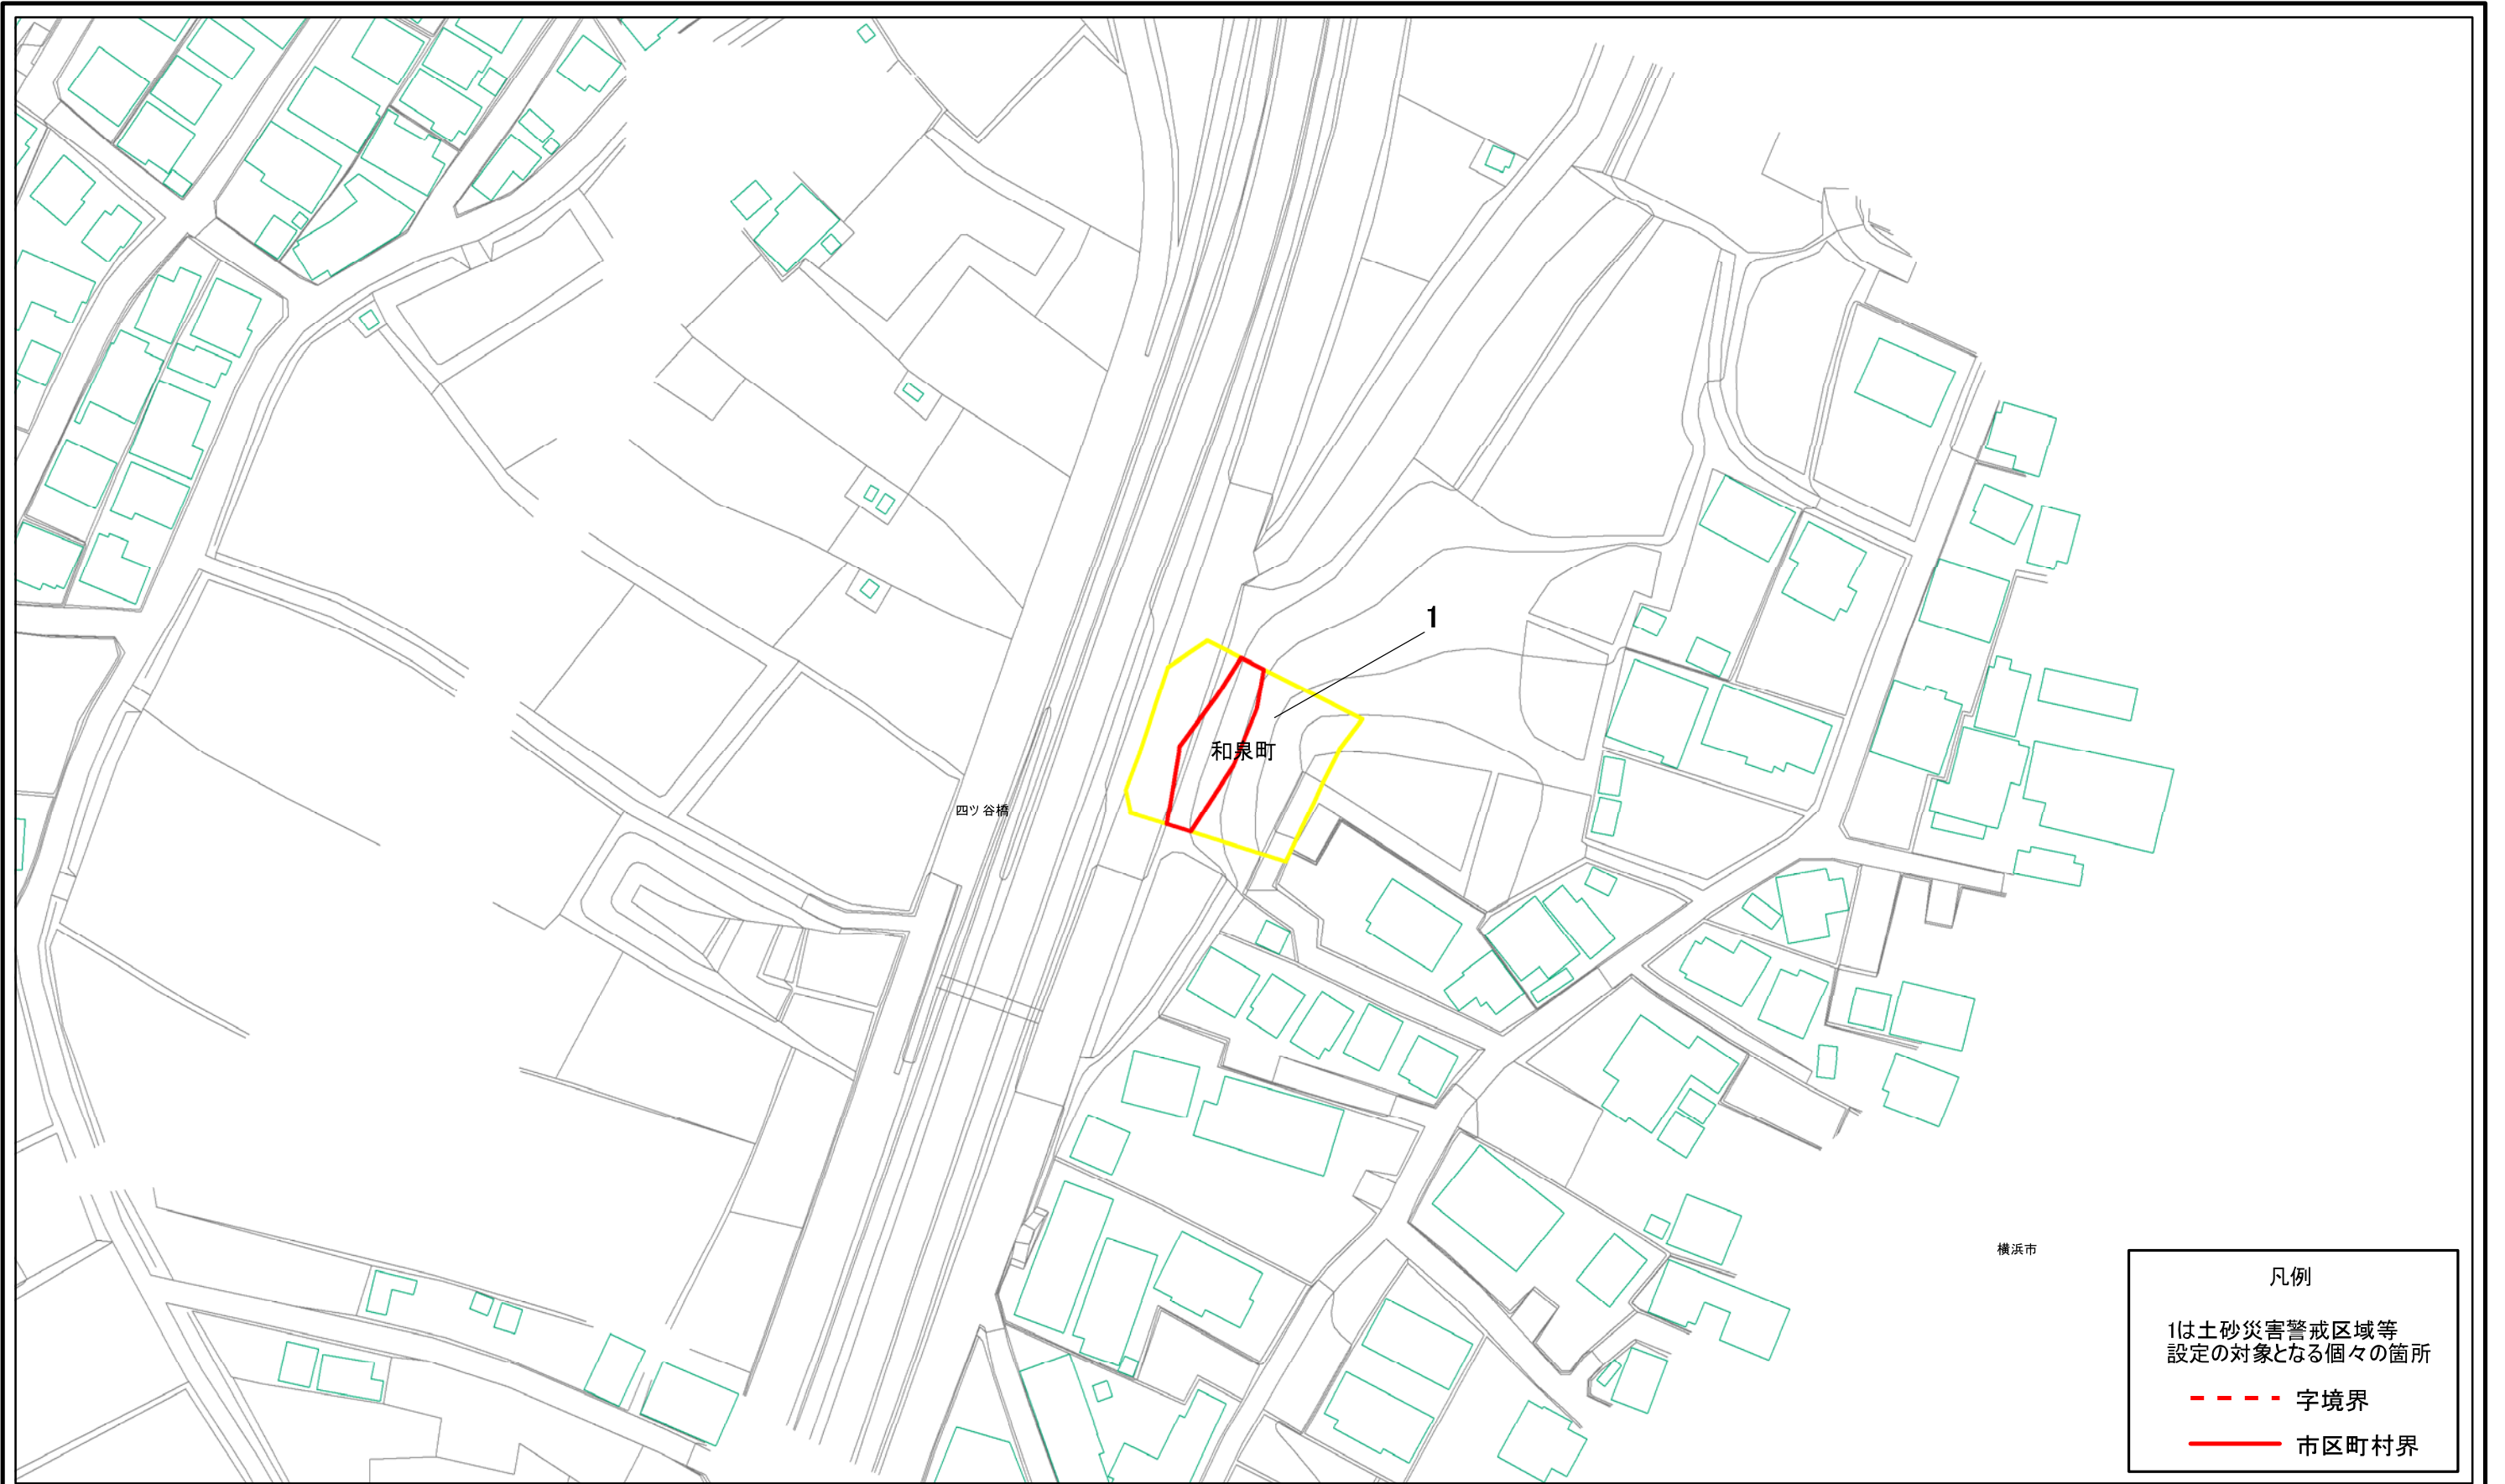 1
和泉町
四ツ谷橋
横浜市
凡例
1は土砂災害警戒区域等
設定の対象となる個々の箇所
字境界
市区町村界